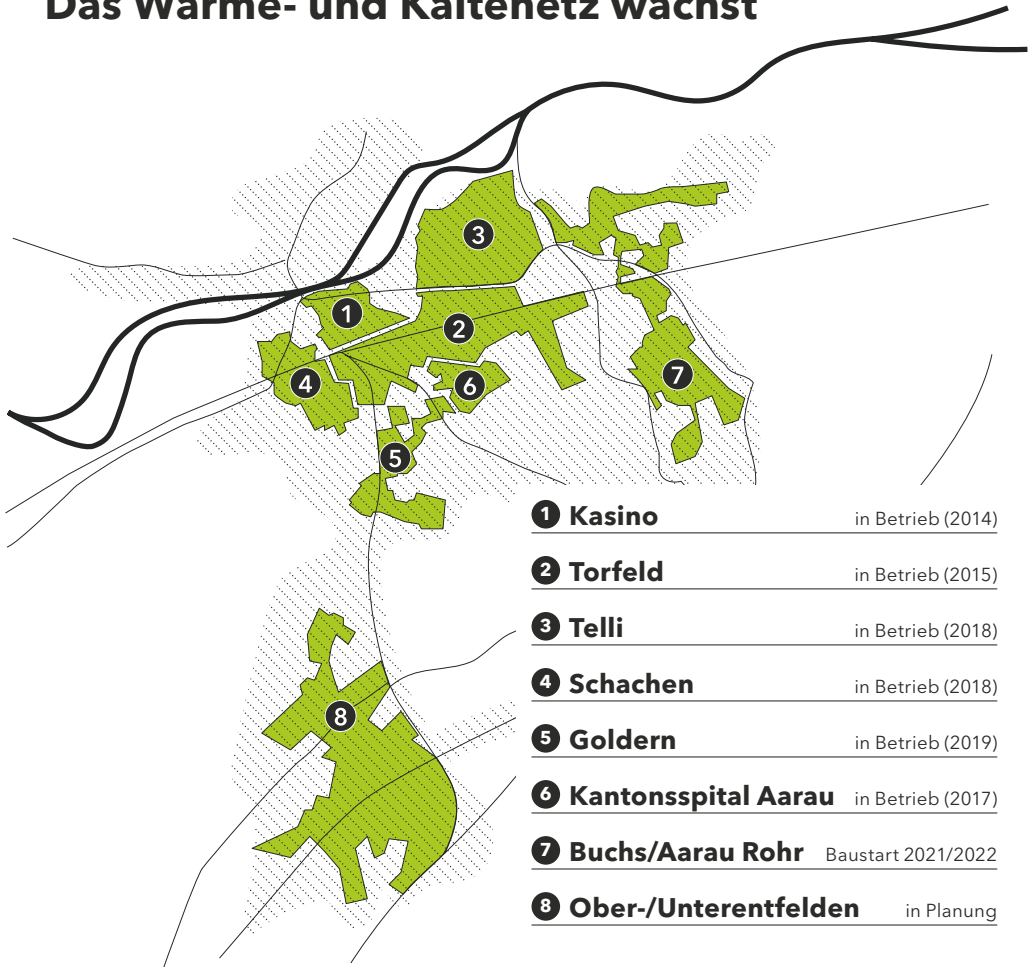 Das Wärme- und Kältenetz wächst
3
1
2
4
6
7
5
8
1 Kasino in Betrieb (2014)
2 Torfeld in Betrieb (2015)
3 Telli in Betrieb (2018)
4 Schachen in Betrieb (2018)
5 Goldern in Betrieb (2019)
6 Kantonsspital Aarau in Betrieb (2017)
7 Buchs/Aarau Rohr Baustart 2021/2022
8 Ober-/Unterentfelden in Planung